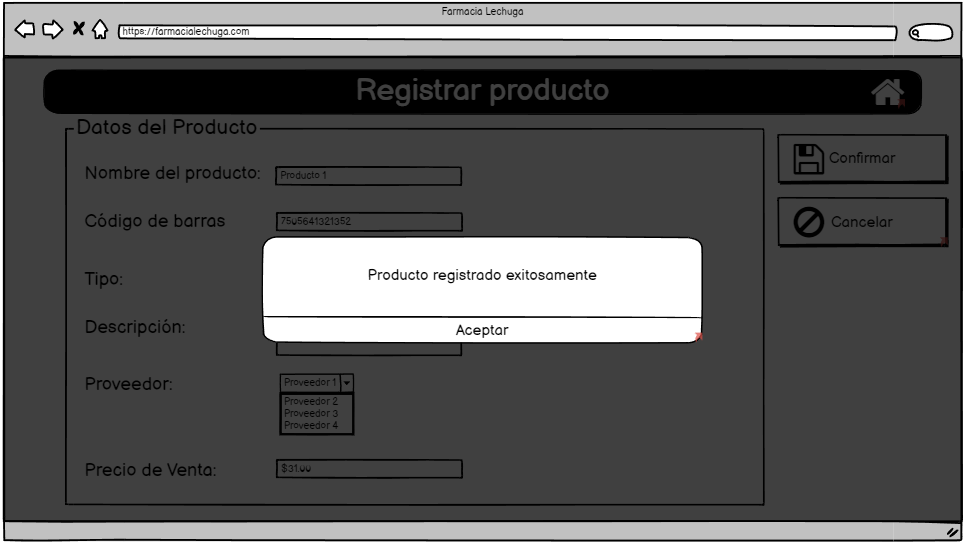 Farmacia Lechuga
https://farmacialechuga.com
Registrar producto
Datos del Producto
Nombre del producto: Producto 1
Confirmar
Código de barras 7505641321352
Cancelar
Tipo:
Producto registrado exitosamente
Descripción:
Aceptar
Proveedor: Proveedor 1
Proveedor 2
Proveedor 3
Proveedor 4
Precio de Venta: $31.00